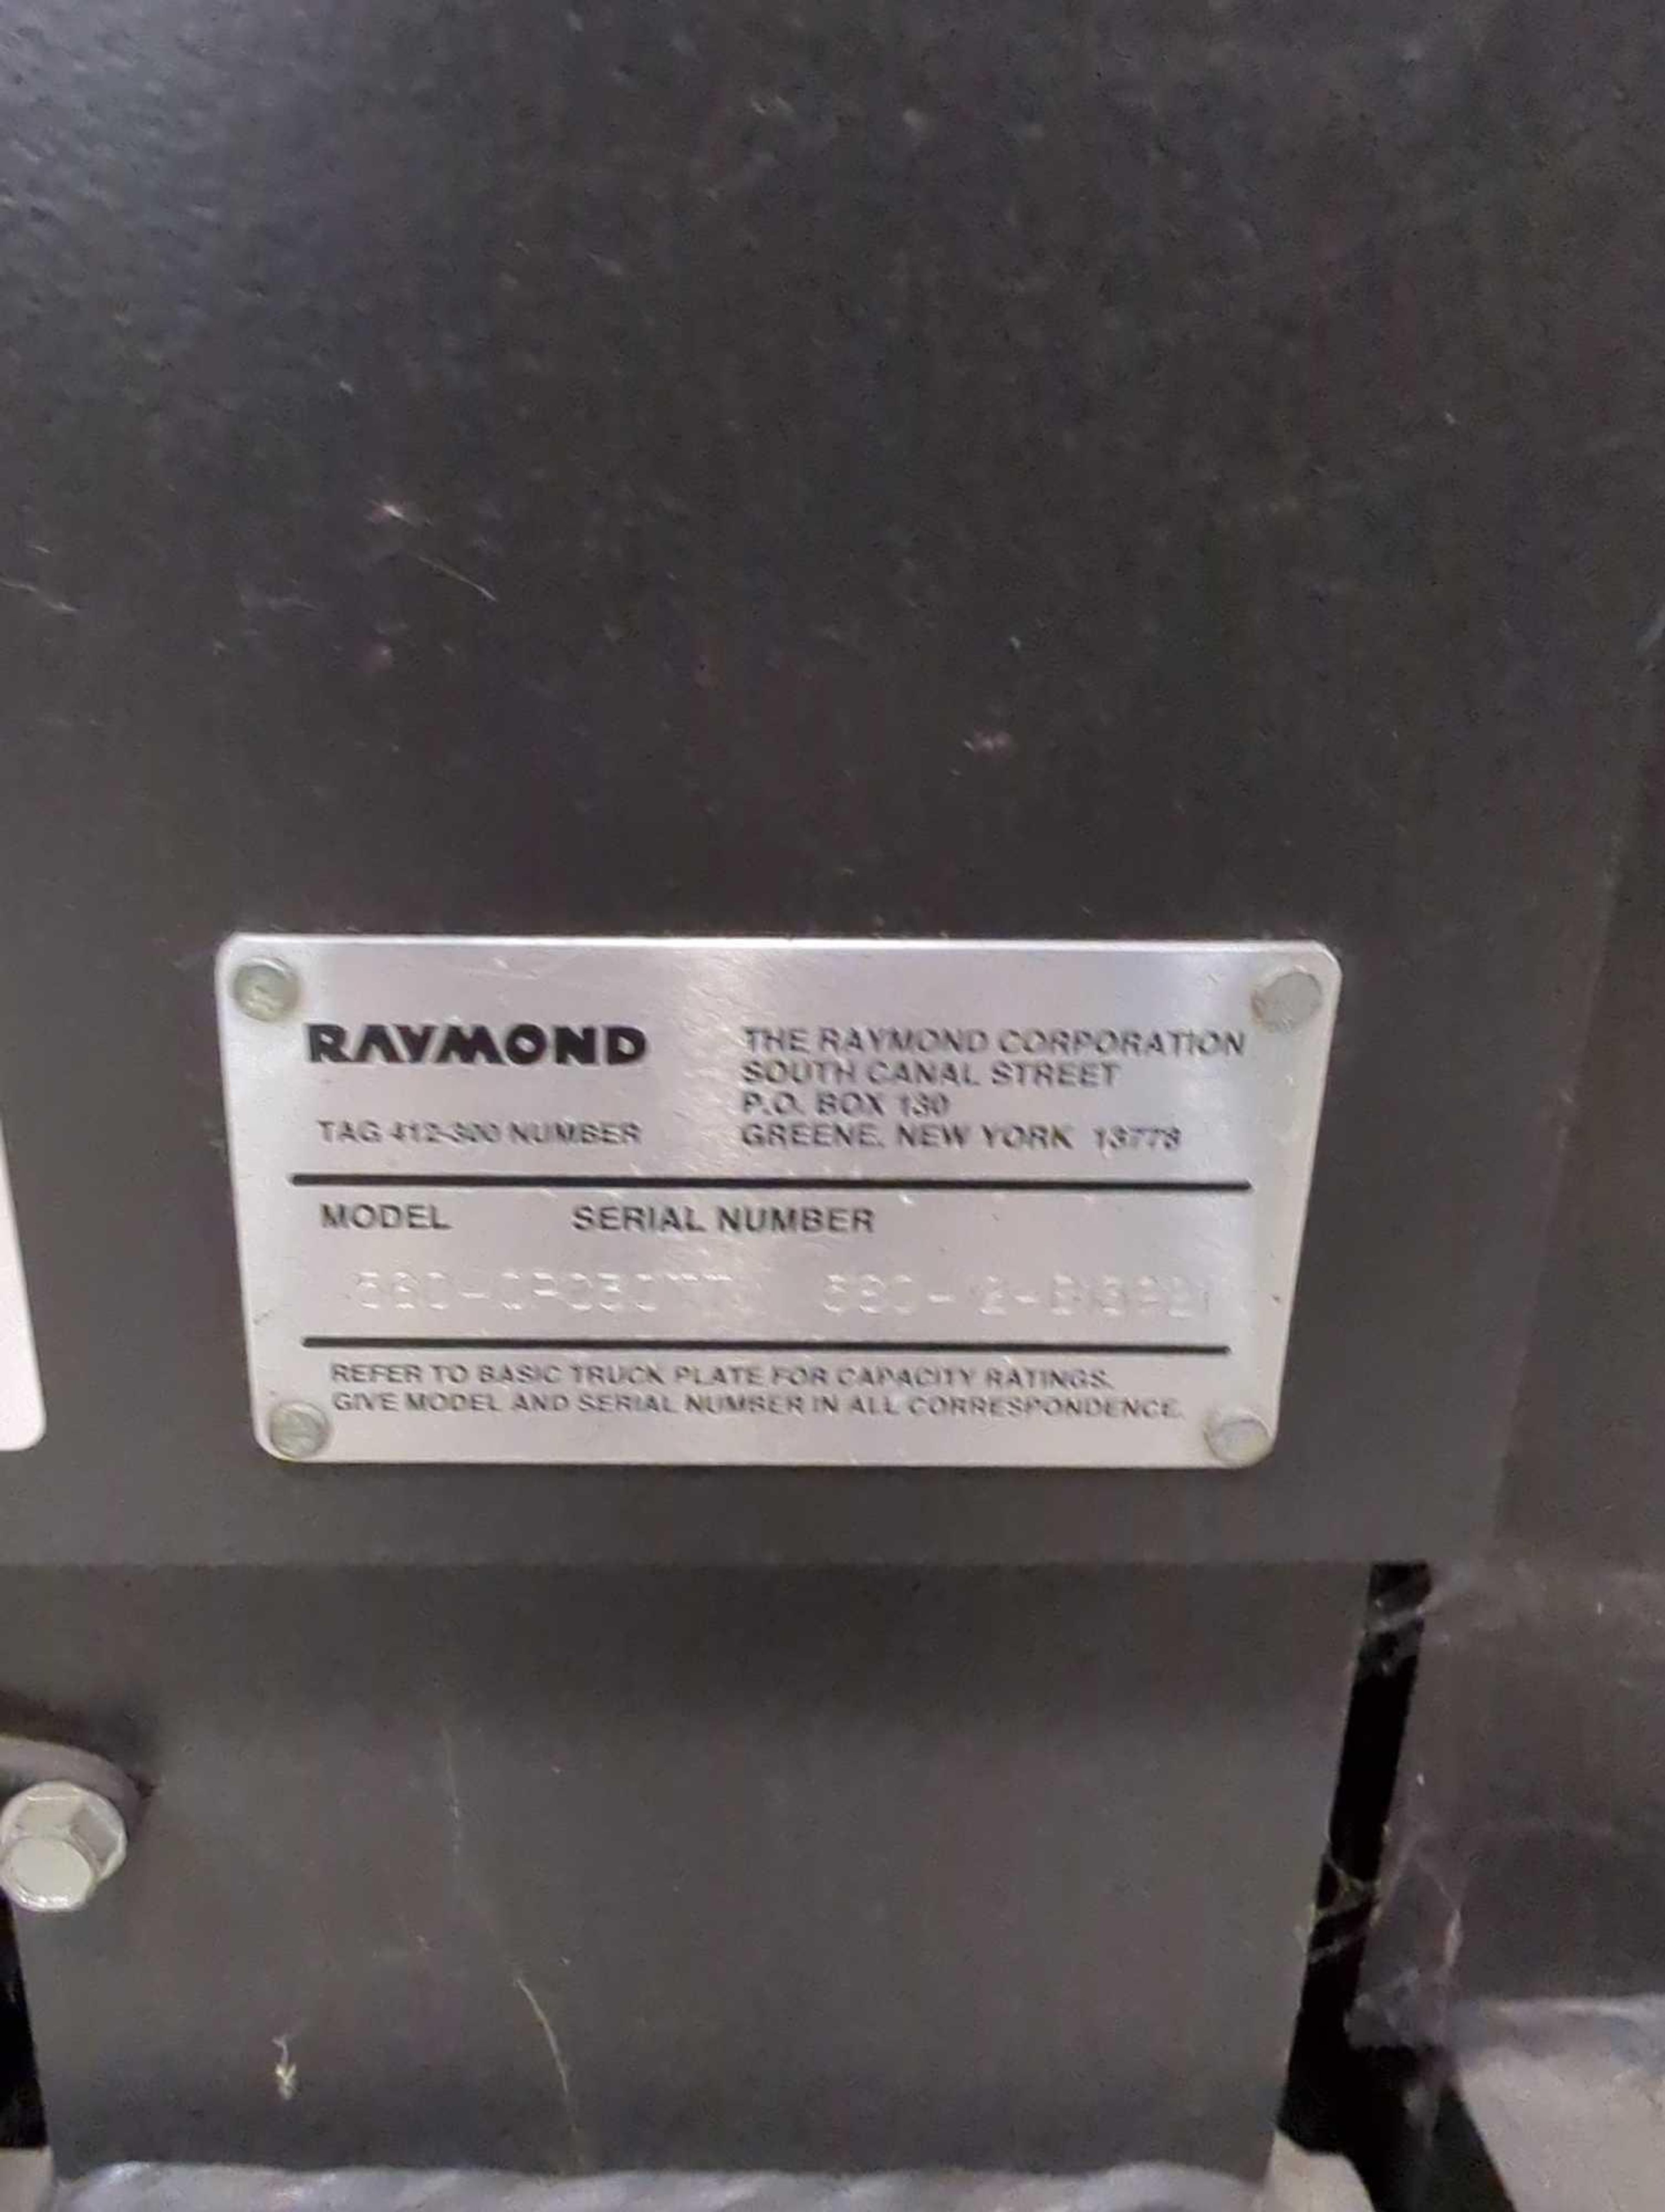 RAYMOND
THE RAYMOND CORPORATION
SOUTH CANAL STREET
P.O. BOX 130
TAG 412-300 NUMBER
GREENE, NEW YORK 13778
MODEL SERIAL NUMBER
REFER TO BASIC TRUCK PLATE FOR CAPACITY RATINGS.
GIVE MODEL AND SERIAL NUMBER IN ALL CORRESPONDENCE.